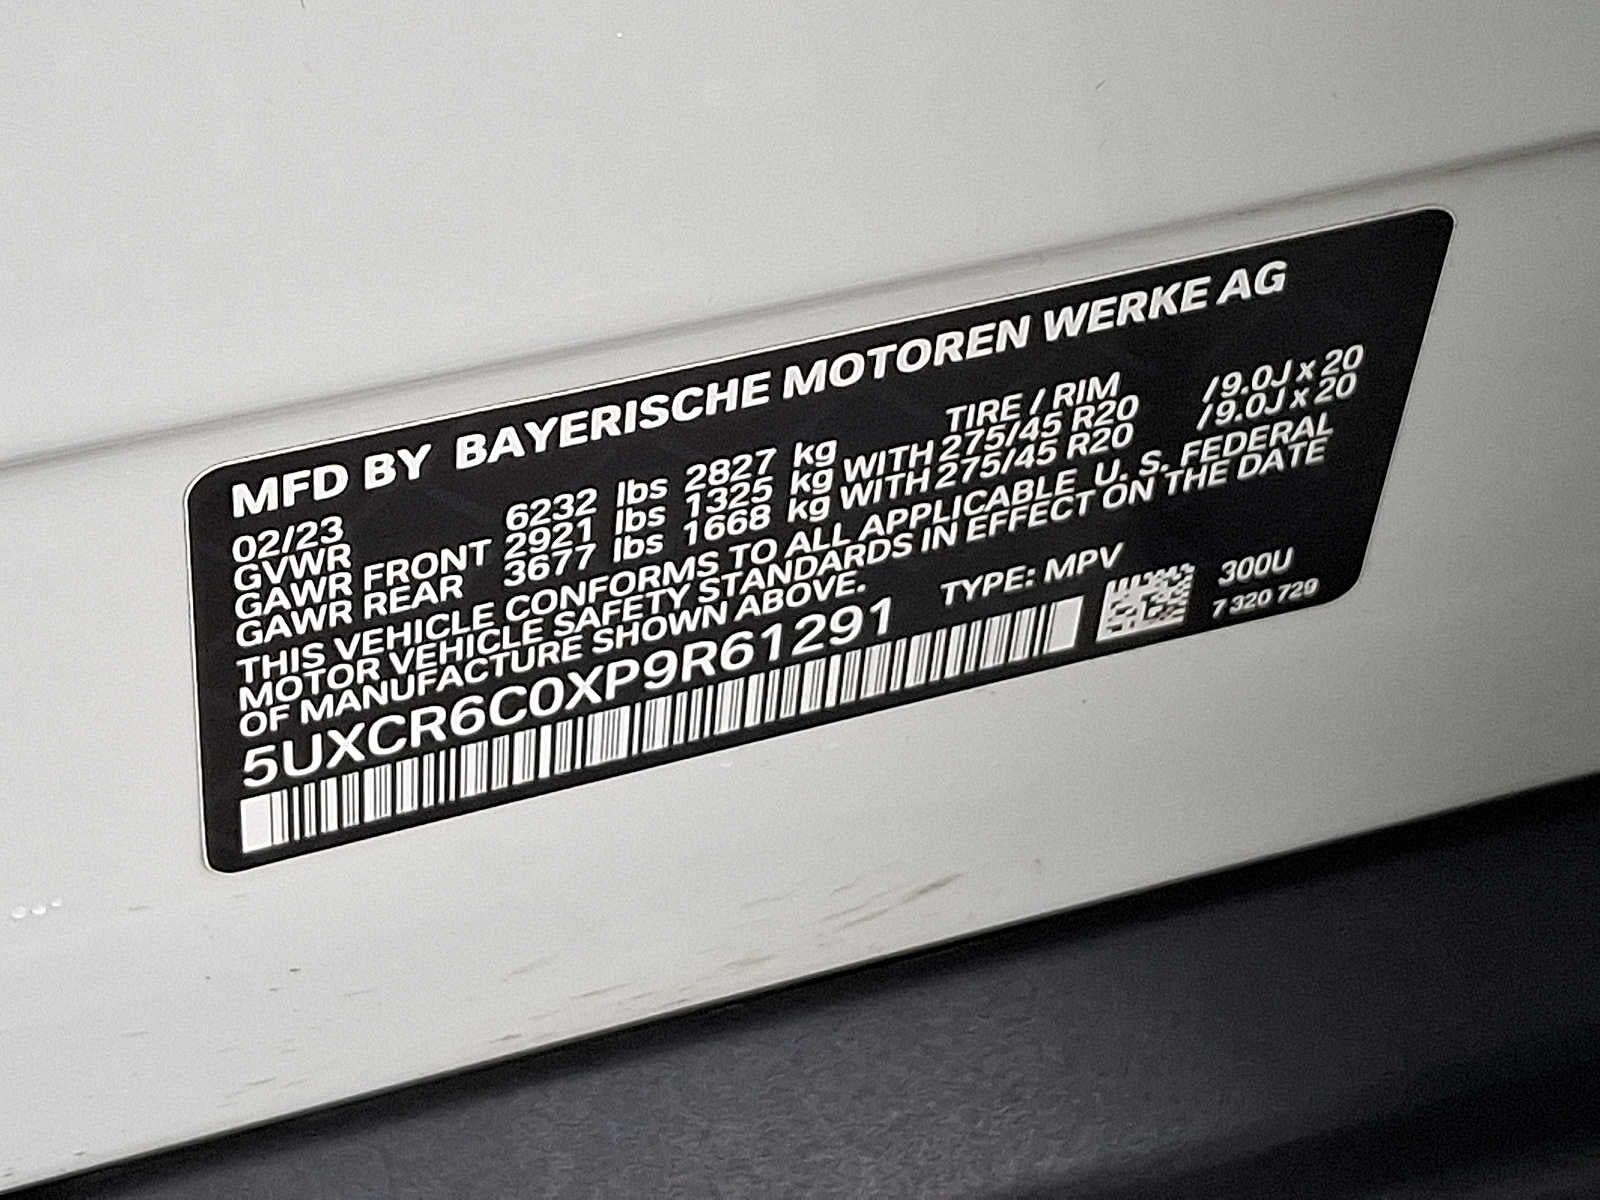 MFD BY BAYERISCHE MOTOREN WERKE AG
02/23 TIRE / RIM
GVWR 6232 lbs 2827 kg
GAWR FRONT 2921 lbs 1325 kg WITH 275/45 R20 /9.0J x 20
GAWR REAR 3677 lbs 1668 kg WITH 275/45 R20 /9.0J x 20
THIS VEHICLE CONFORMS TO ALL APPLICABLE U. S. FEDERAL
MOTOR VEHICLE SAFETY STANDARDS IN EFFECT ON THE DATE
OF MANUFACTURE SHOWN ABOVE.
5UXCR6C0XP9R61291 TYPE: MPV 300U
7 320 729